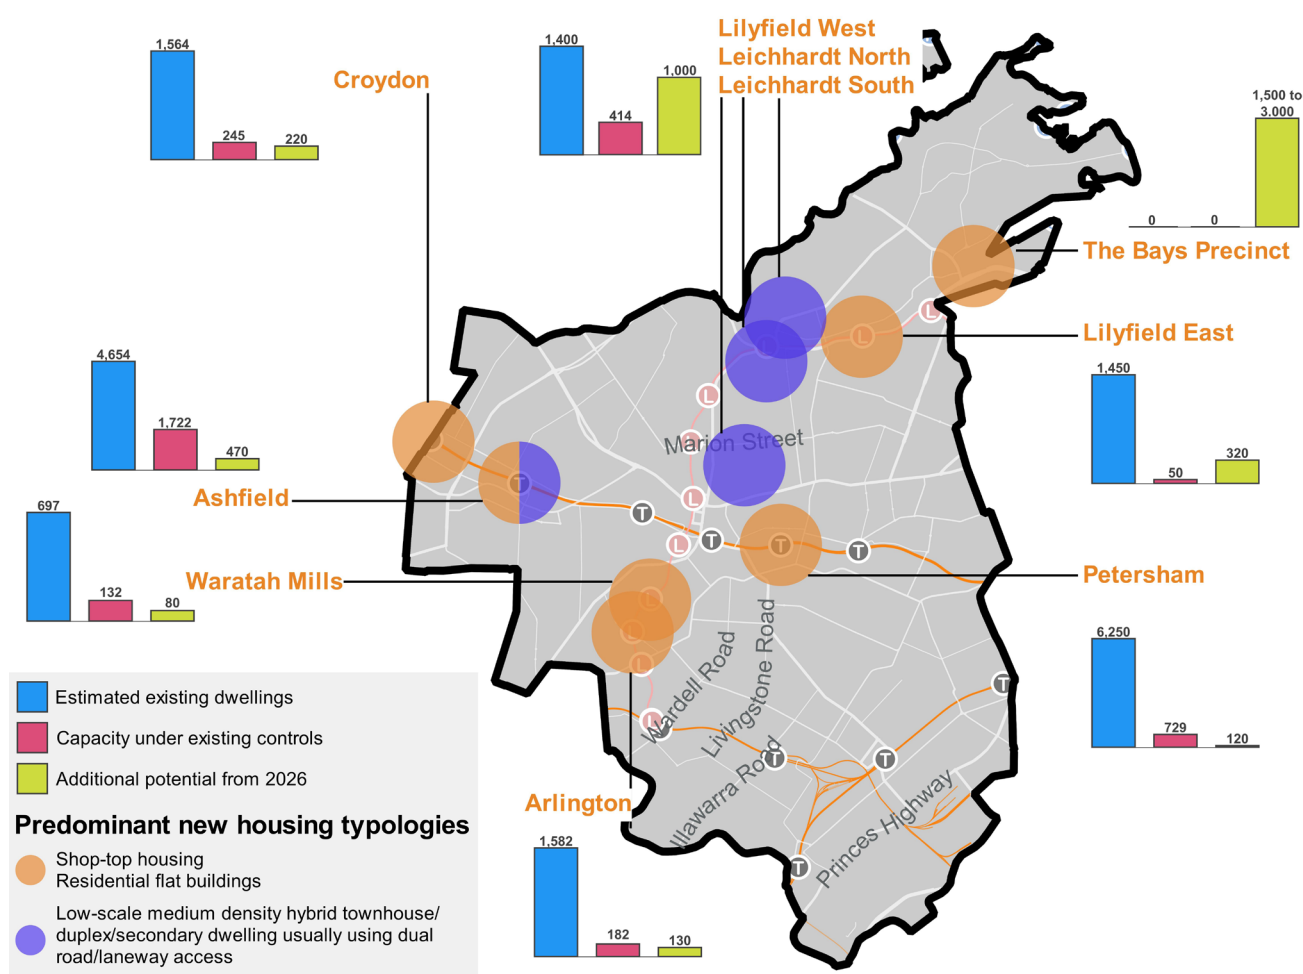 Lilyfield West
Leichhardt North
Leichhardt South
1,564
245
220
Croydon
1,400
414
1,000
1,500 to
3.000
0
0
The Bays Precinct
Lilyfield East
L
L
L
L
L
L
L
L
L
L
1,450
50
320
4,654
1,722
470
Marion Street
Ashfield
T
T
T
T
T
697
132
80
Waratah Mills
Petersham
6,250
729
120
Wardell Road
Livingstone Road
Illawarra Road
Princes Highway
T
T
T
T
Arlington
1,582
182
130
Estimated existing dwellings
Capacity under existing controls
Additional potential from 2026
Predominant new housing typologies
Shop-top housing
Residential flat buildings
Low-scale medium density hybrid townhouse/
duplex/secondary dwelling usually using dual
road/laneway access